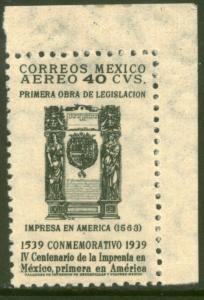 CORREOS MEXICO
AEREO 40 CVS.
PRIMERA OBRA DE LEGISLACION
IMPRESA EN AMERICA (1563)
1539 CONMEMORATIVO 1939
IV Centenario de la Imprenta en
México, primera en América